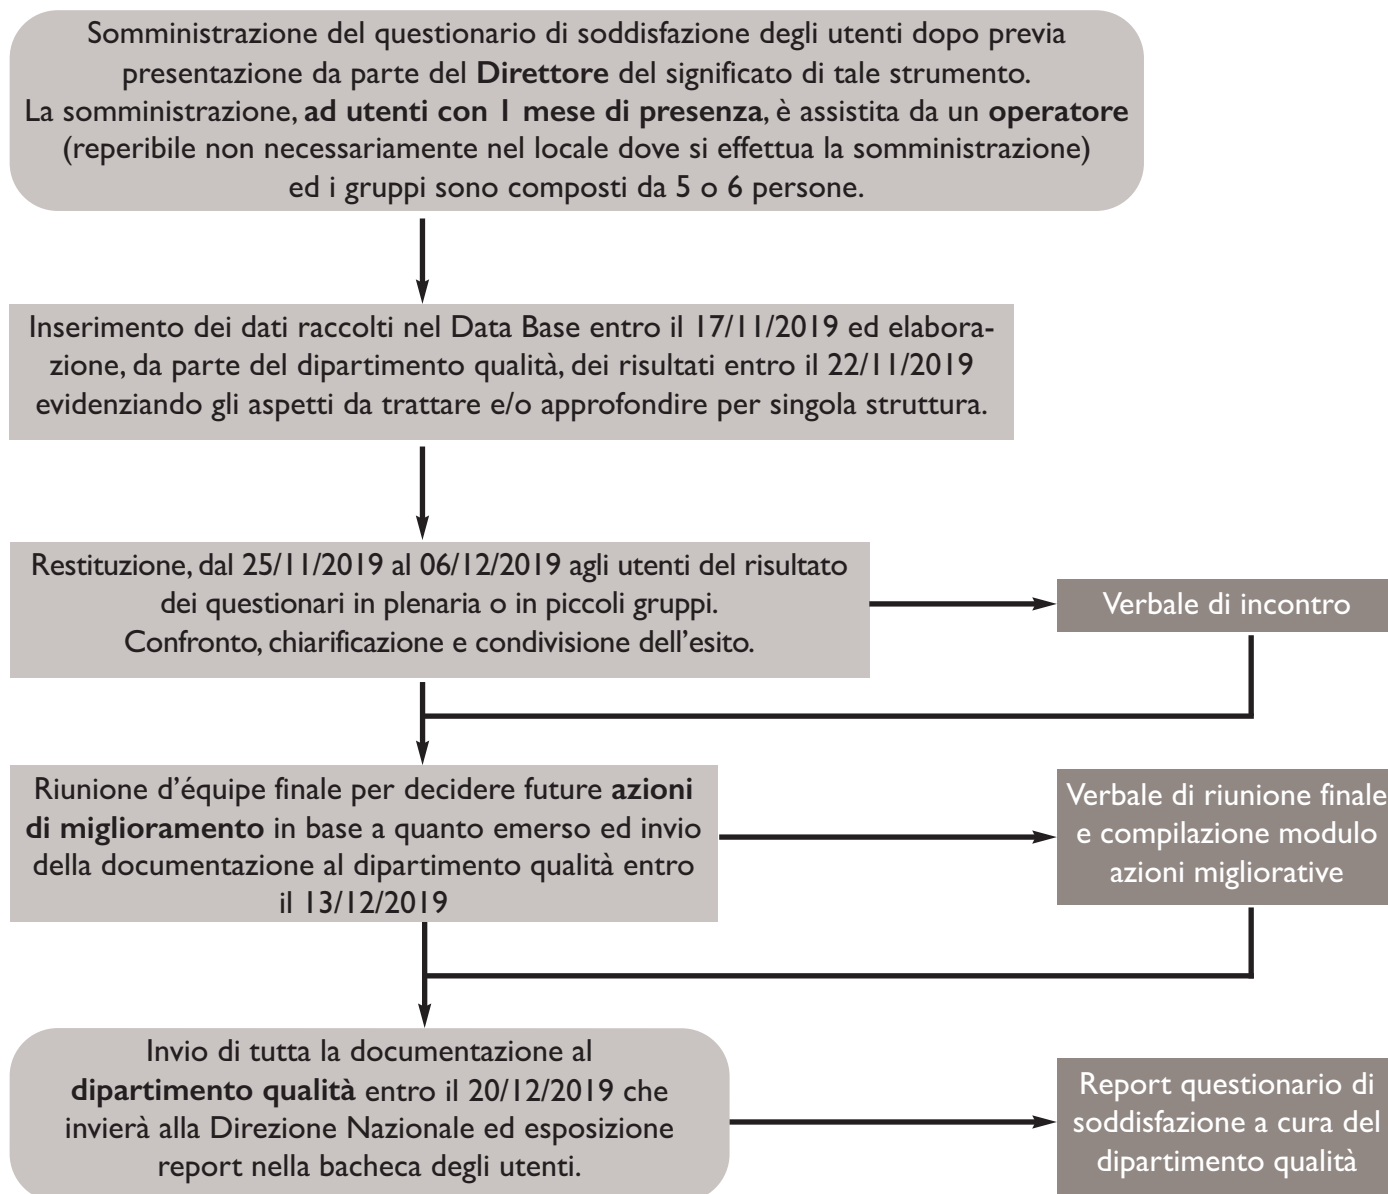 Somministrazione del questionario di soddisfazione degli utenti dopo previa
presentazione da parte del Direttore del significato di tale strumento.
La somministrazione, ad utenti con 1 mese di presenza, è assistita da un operatore
(reperibile non necessariamente nel locale dove si effettua la somministrazione)
ed i gruppi sono composti da 5 o 6 persone.
Inserimento dei dati raccolti nel Data Base entro il 17/11/2019 ed elabora-
zione, da parte del dipartimento qualità, dei risultati entro il 22/11/2019
evidenziando gli aspetti da trattare e/o approfondire per singola struttura.
Restituzione, dal 25/11/2019 al 06/12/2019 agli utenti del risultato
dei questionari in plenaria o in piccoli gruppi.
Confronto, chiarificazione e condivisione dell’esito.
Verbale di incontro
Riunione d’équipe finale per decidere future azioni
di miglioramento in base a quanto emerso ed invio
della documentazione al dipartimento qualità entro
il 13/12/2019
Verbale di riunione finale
e compilazione modulo
azioni migliorative
Invio di tutta la documentazione al
dipartimento qualità entro il 20/12/2019 che
invierà alla Direzione Nazionale ed esposizione
report nella bacheca degli utenti.
Report questionario di
soddisfazione a cura del
dipartimento qualità